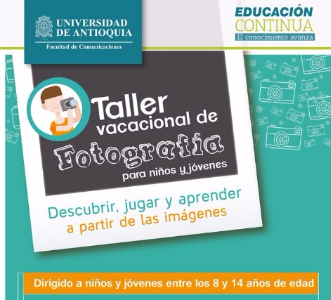 UNIVERSIDAD
DE ANTIOQUIA
Facultad de Comunicaciones
EDUCACIÓN
CONTINUA
El conocimiento avanza
Taller
vacacional de
Fotografía
para niños y jóvenes
Descubrir, jugar y aprender
a partir de las imágenes
Dirigido a niños y jóvenes entre los 8 y 14 años de edad